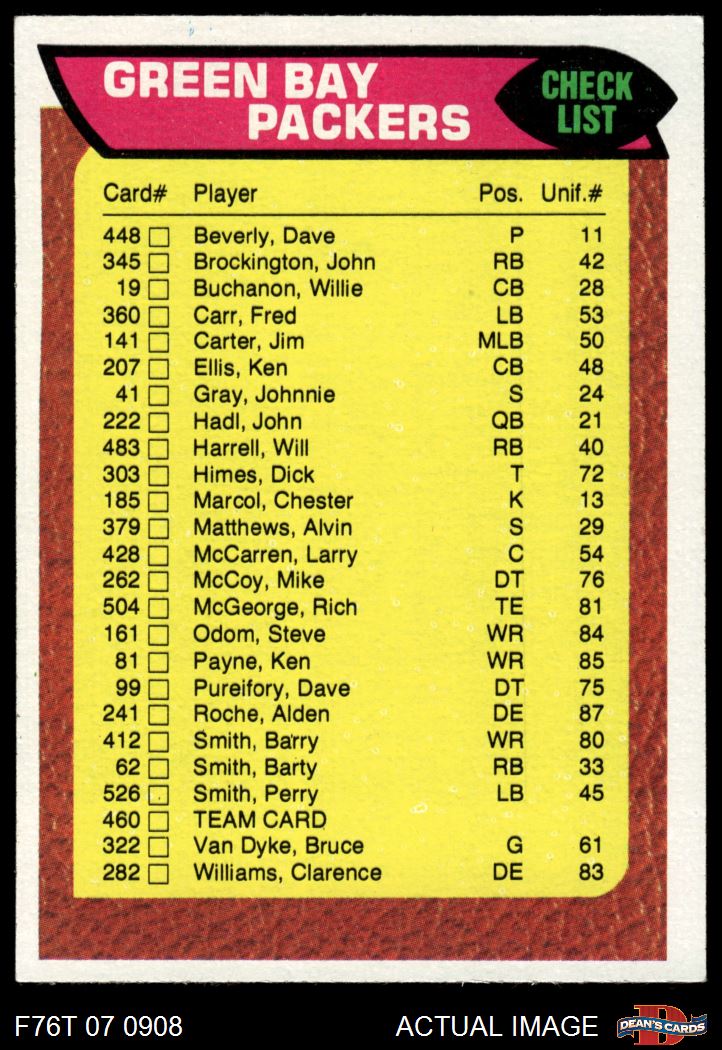 GREEN BAY
PACKERS
CHECK
LIST
Card# Player Pos. Unif.#
448 Beverly, Dave P 11
345 Brockington, John RB 42
19 Buchanon, Willie CB 28
360 Carr, Fred LB 53
141 Carter, Jim MLB 50
207 Ellis, Ken CB 48
41 Gray, Johnnie S 24
222 Hadl, John QB 21
483 Harrell, Will RB 40
303 Himes, Dick T 72
185 Marcol, Chester K 13
379 Matthews, Alvin S 29
428 McCarren, Larry C 54
262 McCoy, Mike DT 76
504 McGeorge, Rich TE 81
161 Odom, Steve WR 84
81 Payne, Ken WR 85
99 Pureifory, Dave DT 75
241 Roche, Alden DE 87
412 Smith, Barry WR 80
62 Smith, Barty RB 33
526 Smith, Perry LB 45
460 TEAM CARD
322 Van Dyke, Bruce G 61
282 Williams, Clarence DE 83
F76T 07 0908 ACTUAL IMAGE
D
DEAN'S CARDS